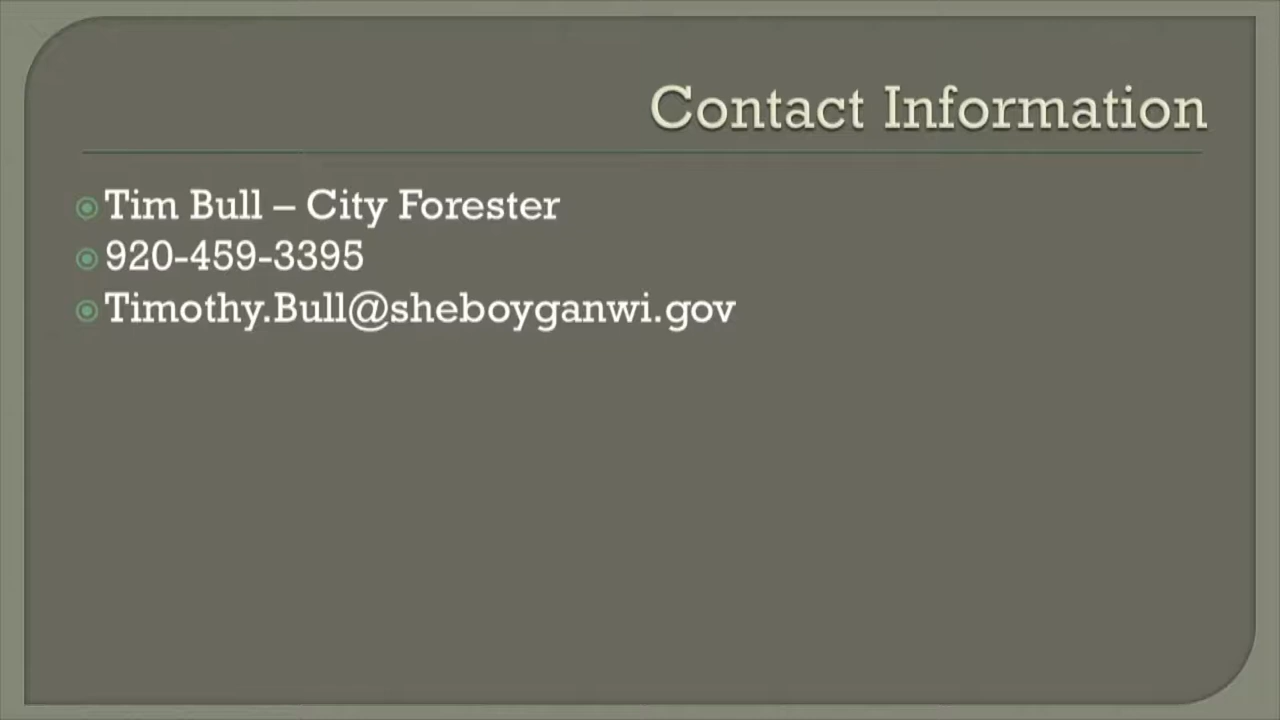 Contact Information
Tim Bull – City Forester
920-459-3395
Timothy.Bull@sheboyganwi.gov